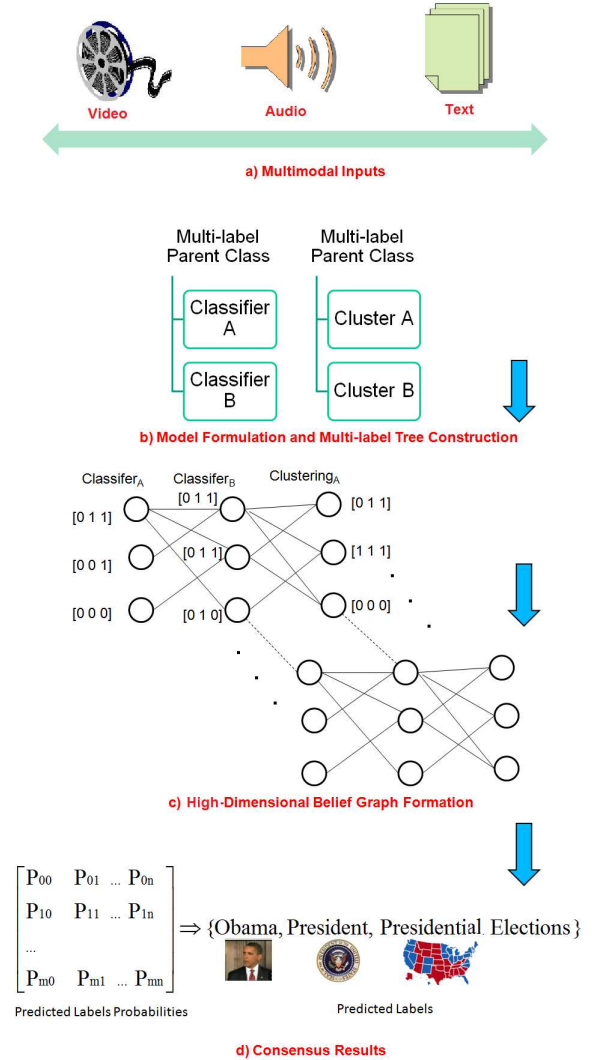 Video
Audio
Text
a) Multimodal Inputs
Multi-label
Parent Class
Classifier
A
Classifier
B
Multi-label
Parent Class
Cluster A
Cluster B
b) Model Formulation and Multi-label Tree Construction
ClassiferA
ClassiferB
ClusteringA
[0 1 1]
[0 1 1]
[0 1 1]
[0 0 1]
[0 1 1]
[1 1 1]
[0 0 0]
[0 1 0]
[0 0 0]
c) High-Dimensional Belief Graph Formation
P00 P01 ... P0n
P10 P11 ... P1n
...
Pm0 Pm1 ... Pmn
⇒ {Obama, President, Presidential Elections}
Predicted Labels Probabilities
Predicted Labels
d) Consensus Results